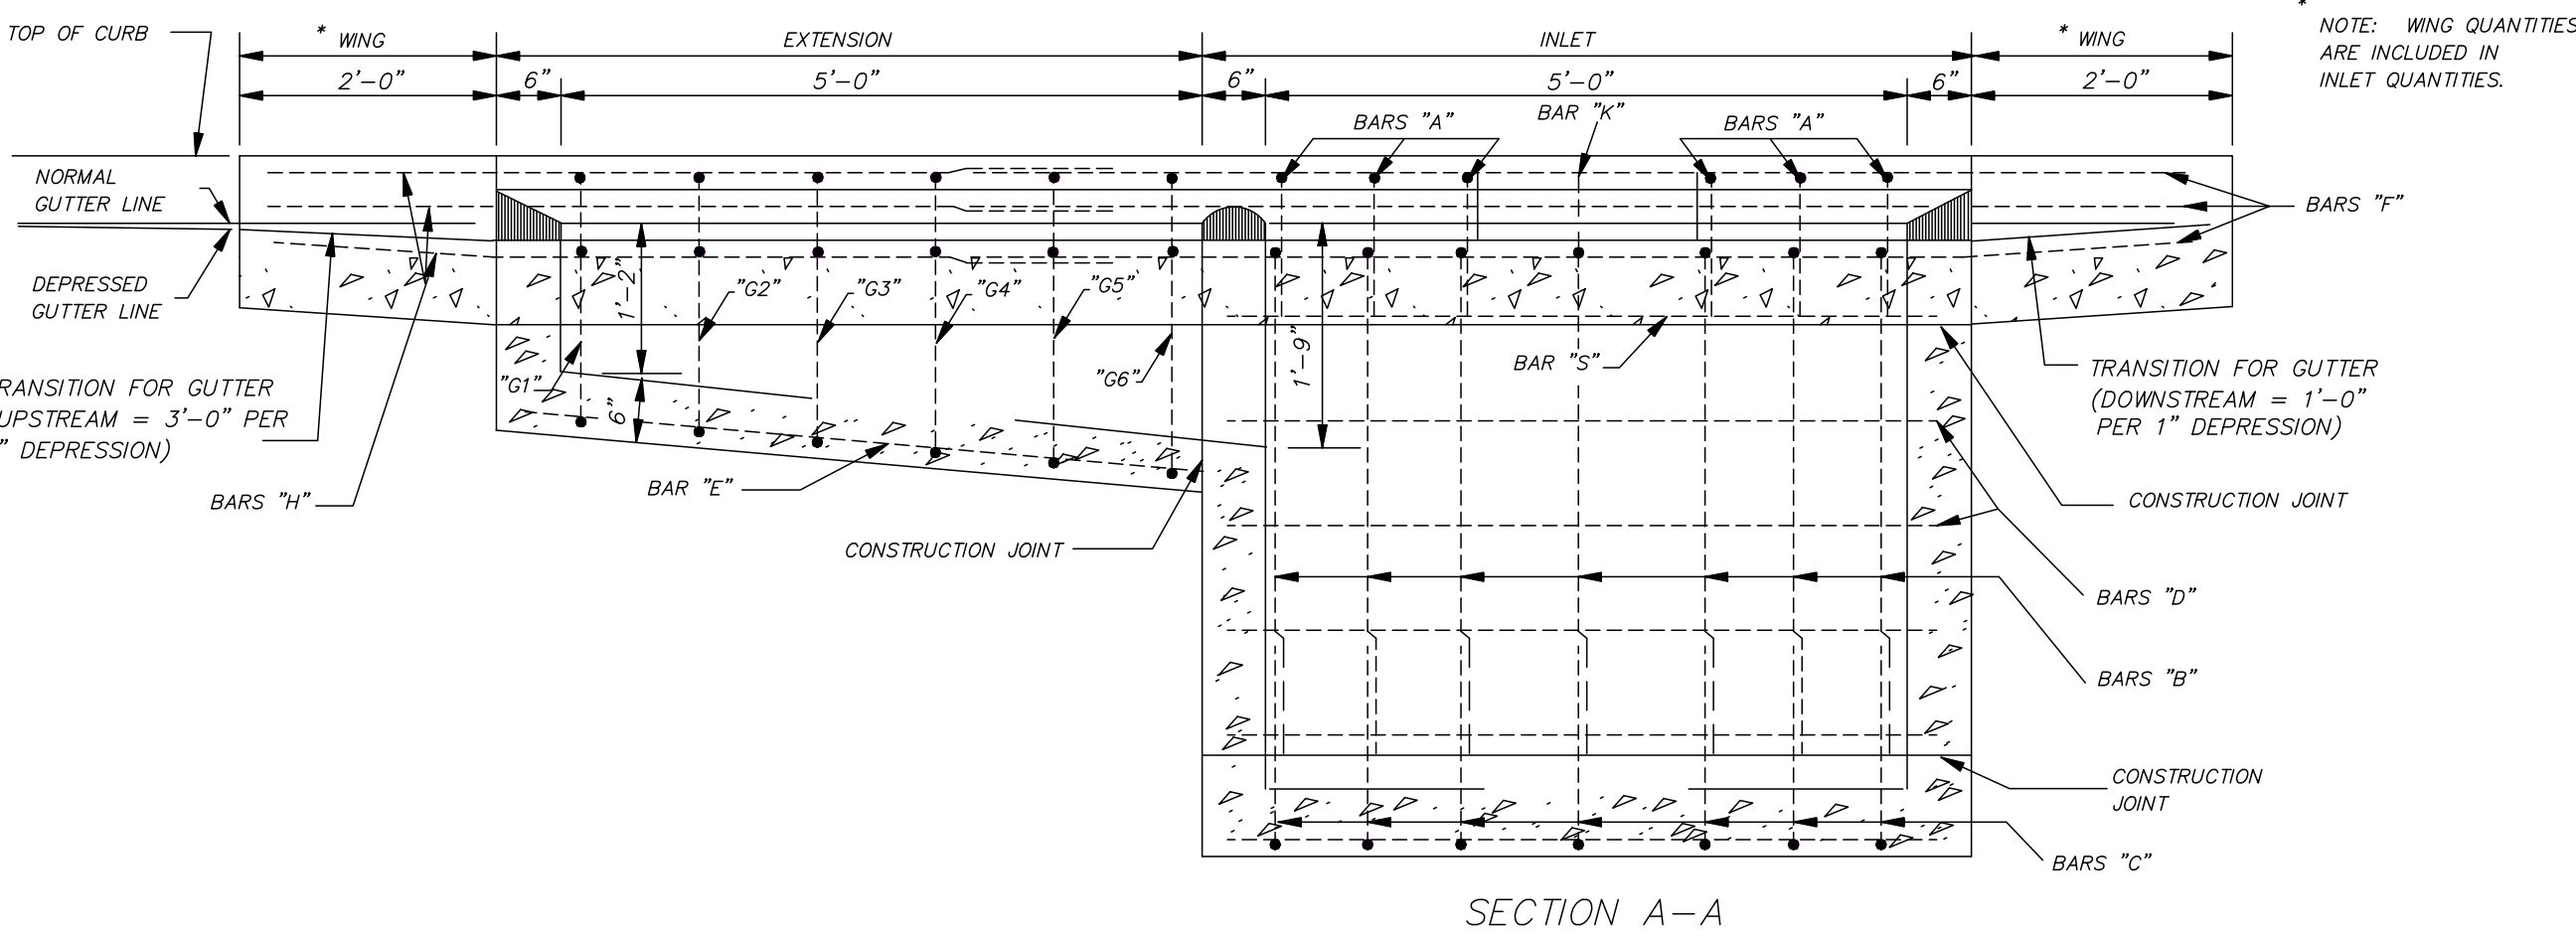 *
TOP OF CURB
* WING
EXTENSION
INLET
* WING
NOTE: WING QUANTITIES
ARE INCLUDED IN
INLET QUANTITIES.
2'-0"
6"
5'-0"
6"
5'-0"
6"
2'-0"
BARS "A"
BAR "K"
BARS "A"
NORMAL
GUTTER LINE
BARS "F"
DEPRESSED
GUTTER LINE
1'-2"
"G2"
"G3"
"G4"
"G5"
1'-9"
BAR "S"
"G1"
"G6"
6"
RANSITION FOR GUTTER
UPSTREAM = 3'-0" PER
" DEPRESSION)
TRANSITION FOR GUTTER
(DOWNSTREAM = 1'-0"
PER 1" DEPRESSION)
BARS "H"
BAR "E"
CONSTRUCTION JOINT
CONSTRUCTION JOINT
BARS "D"
BARS "B"
CONSTRUCTION
JOINT
BARS "C"
SECTION A-A